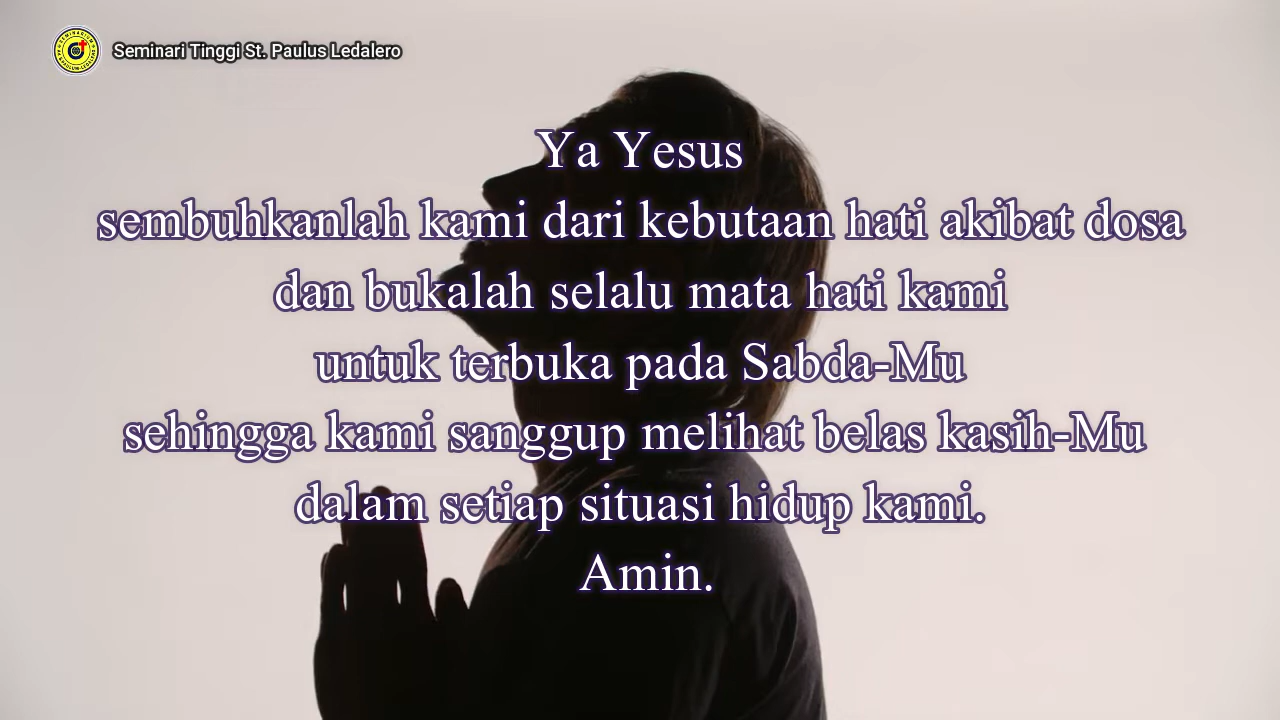 Seminari Tinggi St. Paulus Ledalero
Ya Yesus
sembuhkanlah kami dari kebutaan hati akibat dosa
dan bukalah selalu mata hati kami
untuk terbuka pada Sabda-Mu
sehingga kami sanggup melihat belas kasih-Mu
dalam setiap situasi hidup kami.
Amin.